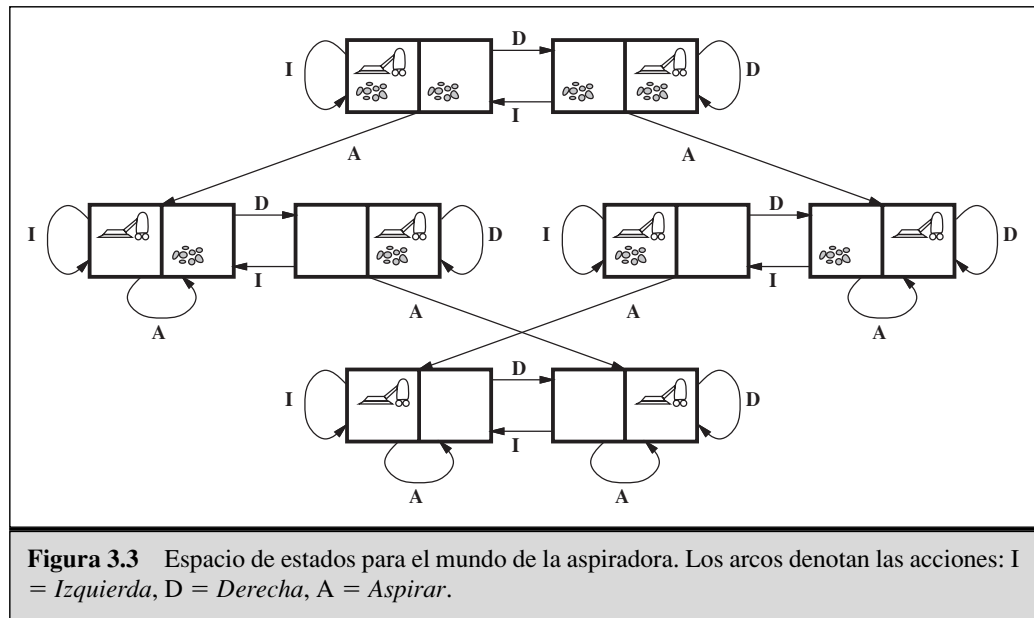 D
I
D
I
A
A
D
D
I
D
I
D
I
I
A
A
A
A
D
I
D
I
A
A
Figura 3.3 Espacio de estados para el mundo de la aspiradora. Los arcos denotan las acciones: I
= Izquierda, D = Derecha, A = Aspirar.